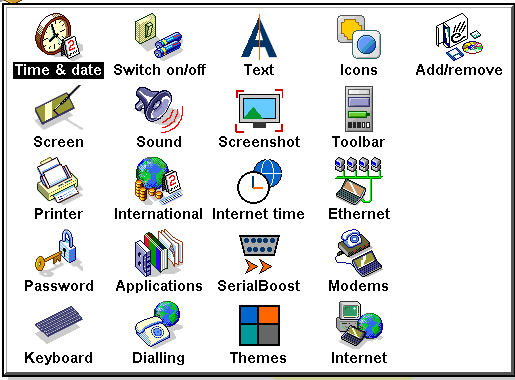 Time & date Switch on/off Text Icons Add/remove
Screen Sound Screenshot Toolbar
Printer International Internet time Ethernet
Password Applications SerialBoost Modems
Keyboard Dialling Themes Internet